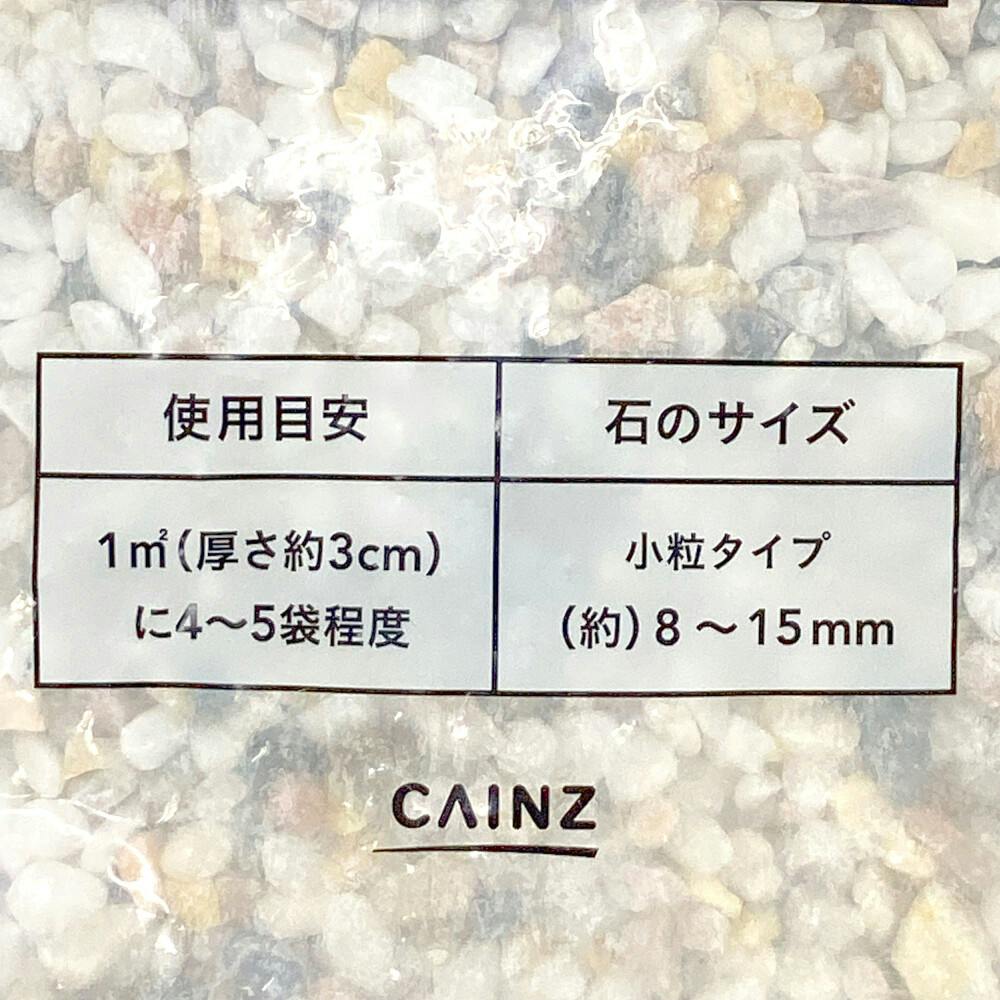 使用目安
石のサイズ
1㎡(厚さ約3cm)
に4〜5袋程度
小粒タイプ
(約)8〜15mm
CAINZ